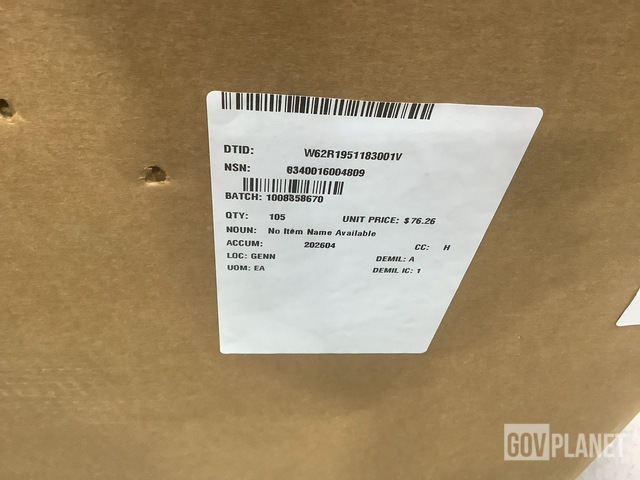 DTID: W62R1951183001V
NSN: 8340016004809
BATCH: 1008858670
QTY: 105 UNIT PRICE: $ 76.26
NOUN: No Item Name Available
ACCUM: 202604 CC: H
LOC: GENN DEMIL: A
UOM: EA DEMIL IC: 1
GOVPLANET